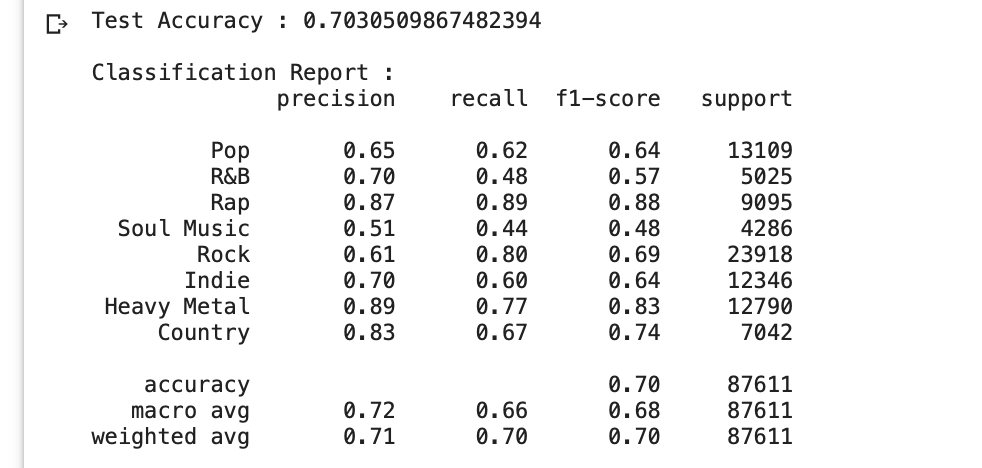 Test Accuracy : 0.7030509867482394
Classification Report :
precision recall f1-score support
Pop 0.65 0.62 0.64 13109
R&B 0.70 0.48 0.57 5025
Rap 0.87 0.89 0.88 9095
Soul Music 0.51 0.44 0.48 4286
Rock 0.61 0.80 0.69 23918
Indie 0.70 0.60 0.64 12346
Heavy Metal 0.89 0.77 0.83 12790
Country 0.83 0.67 0.74 7042
accuracy 0.70 87611
macro avg 0.72 0.66 0.68 87611
weighted avg 0.71 0.70 0.70 87611